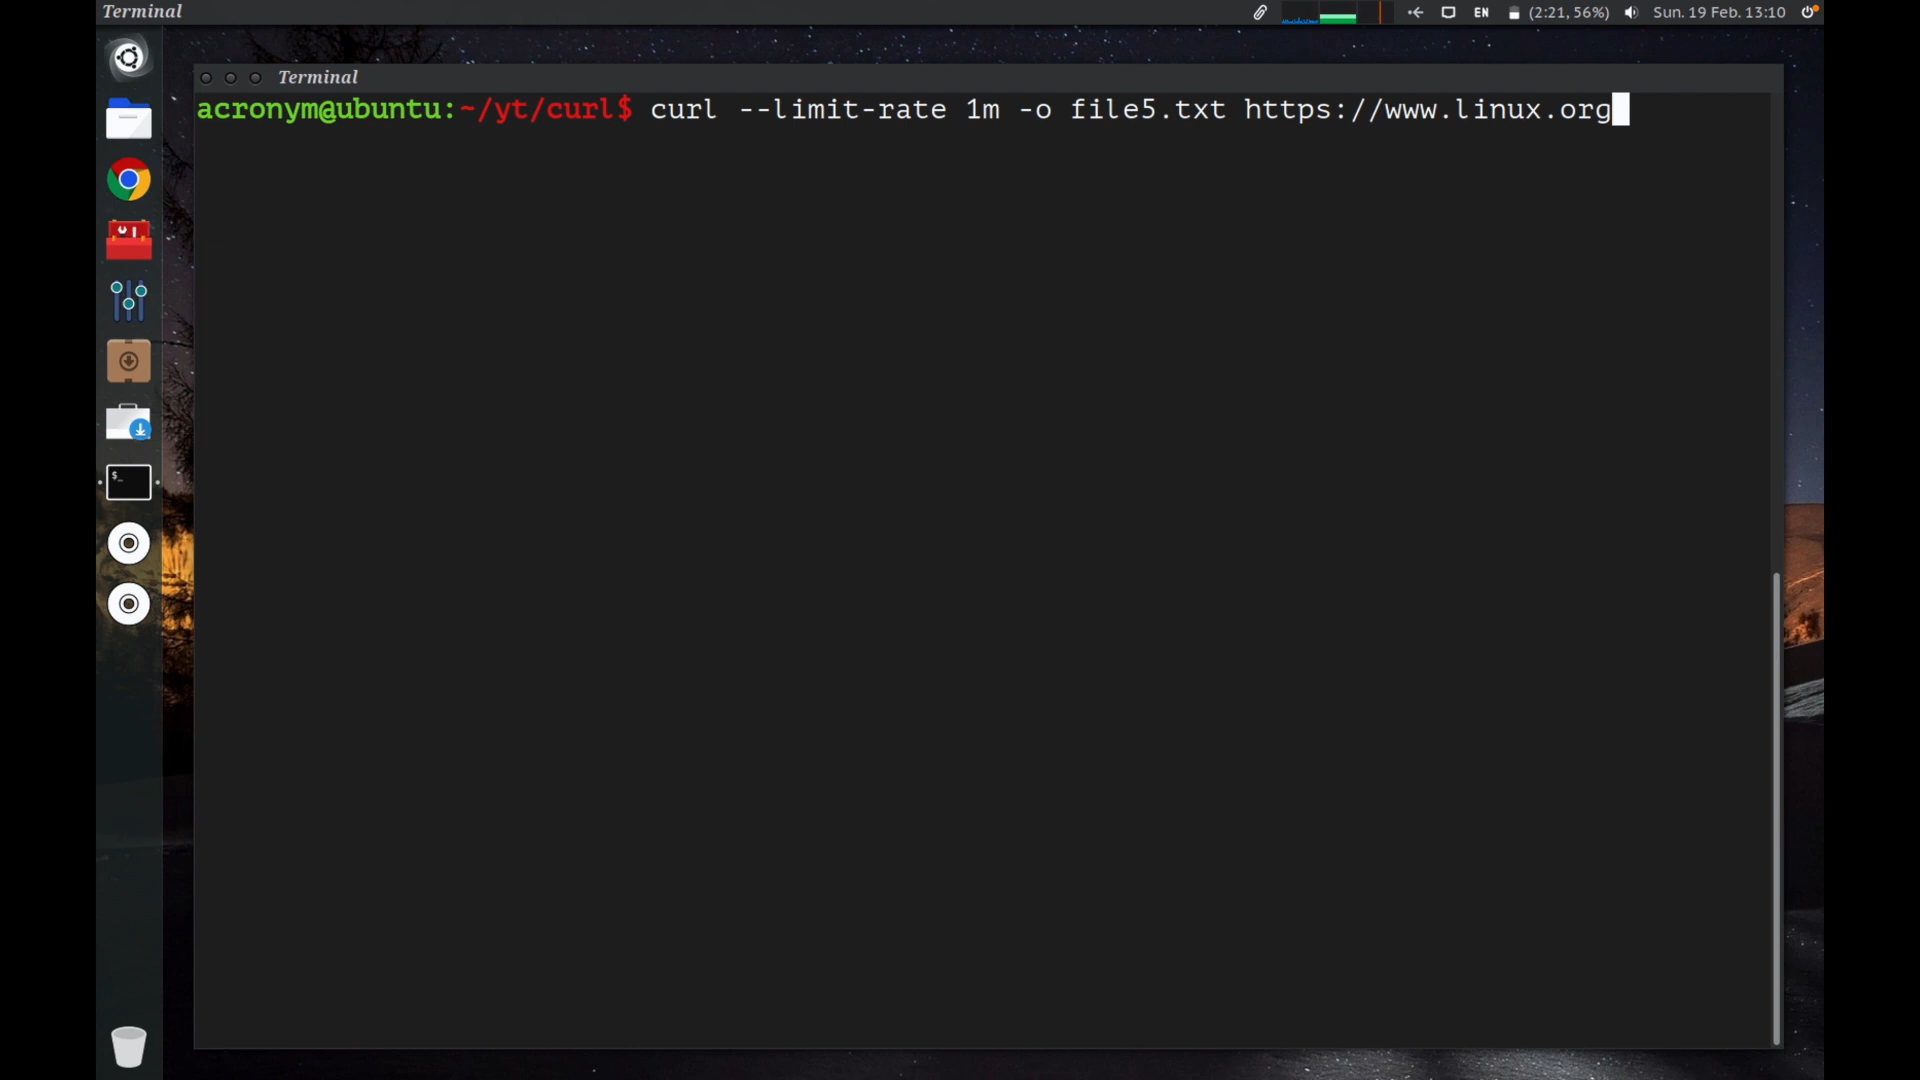 Terminal
EN (2:21, 56%) Sun. 19 Feb. 13:10
Terminal
acronym@ubuntu:~/yt/curl$ curl --limit-rate 1m -o file5.txt https://www.linux.org
$_